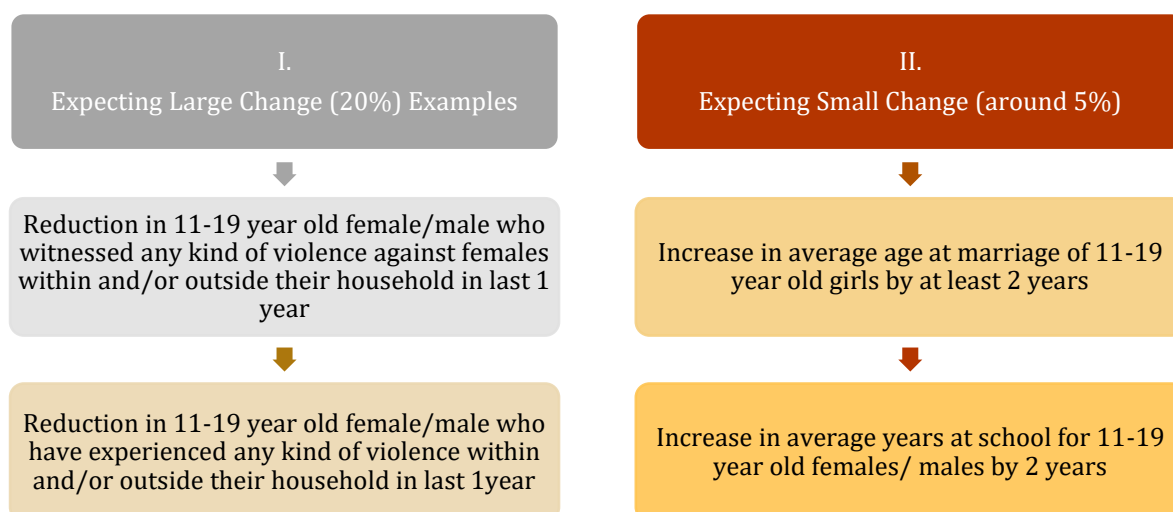 I.
Expecting Large Change (20%) Examples
Reduction in 11-19 year old female/male who
witnessed any kind of violence against females
within and/or outside their household in last 1
year
Reduction in 11-19 year old female/male who
have experienced any kind of violence within
and/or outside their household in last 1year
II.
Expecting Small Change (around 5%)
Increase in average age at marriage of 11-19
year old girls by at least 2 years
Increase in average years at school for 11-19
year old females/ males by 2 years